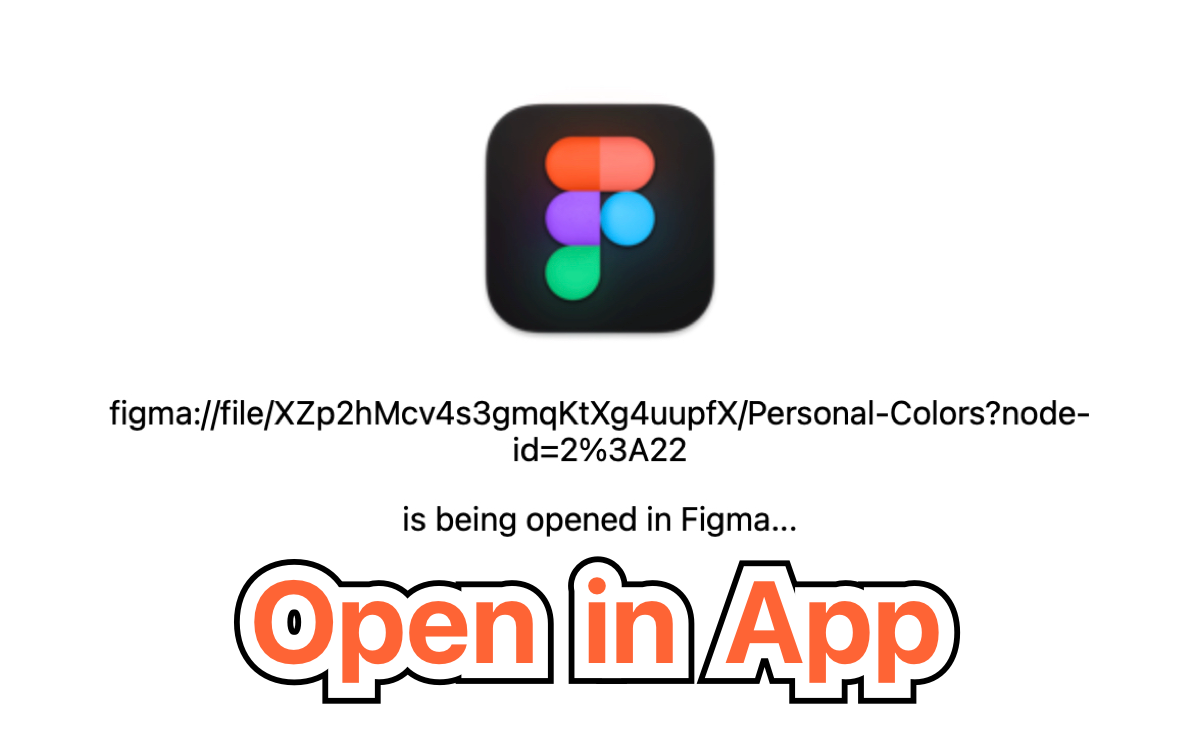 figma://file/XZp2hMcv4s3gmqKtXg4uupfX/Personal-Colors?node-
id=2%3A22
is being opened in Figma...
Open in App